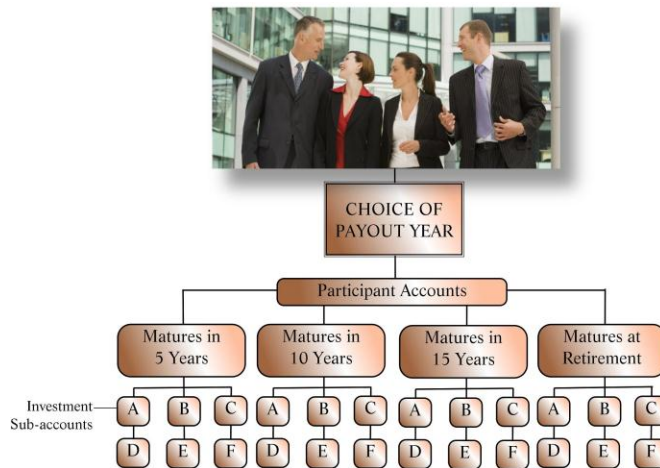 CHOICE OF
PAYOUT YEAR
Participant Accounts
Matures in
5 Years
Matures in
10 Years
Matures in
15 Years
Matures at
Retirement
Investment
Sub-accounts
A B C A B C A B C A B C
D E F D E F D E F D E F